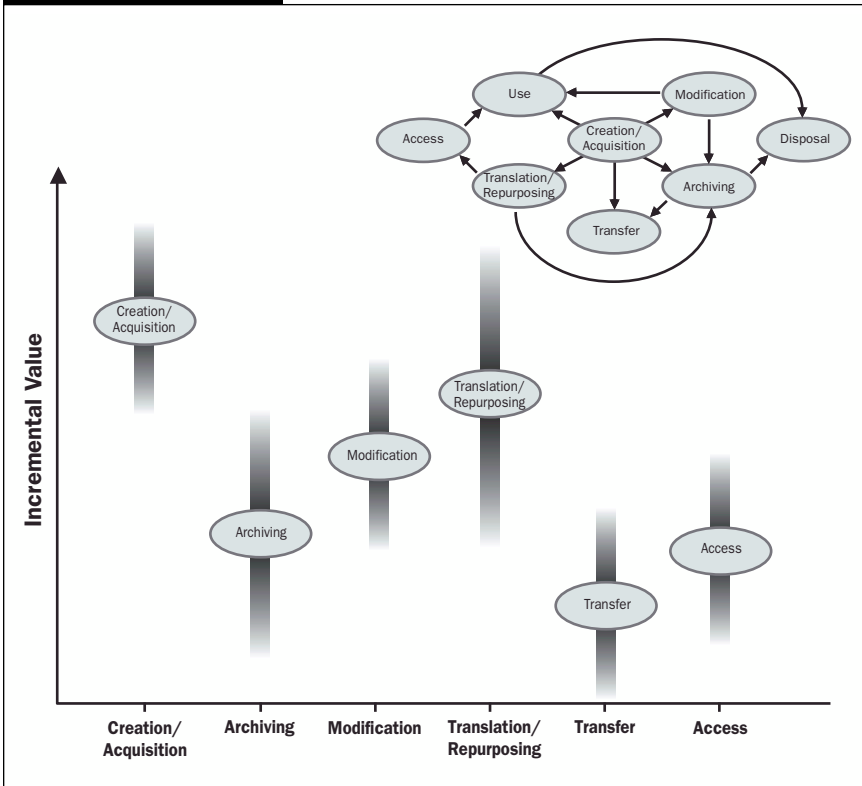 Use
Modification
Access
Creation/
Acquisition
Disposal
Translation/
Repurposing
Archiving
Transfer
Incremental Value
Creation/
Acquisition
Translation/
Repurposing
Modification
Archiving
Access
Transfer
Creation/
Acquisition
Archiving
Modification
Translation/
Repurposing
Transfer
Access